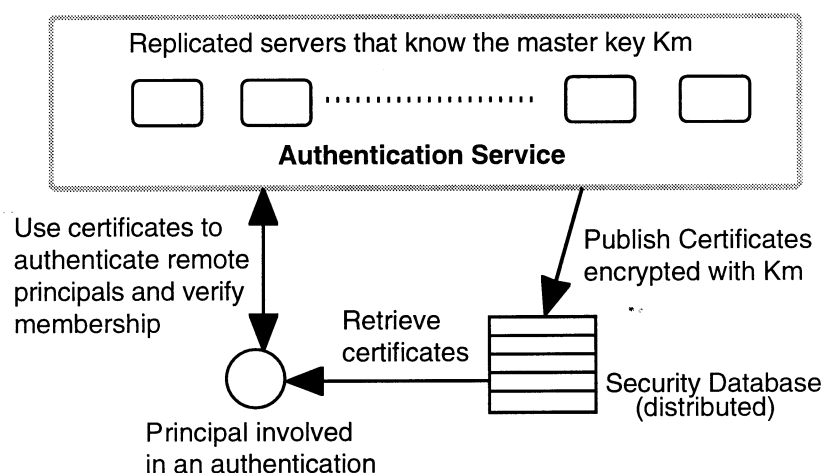 Replicated servers that know the master key Km
Authentication Service
Use certificates to
authenticate remote
principals and verify
membership
Publish Certificates
encrypted with Km
Retrieve
certificates
Security Database
(distributed)
Principal involved
in an authentication